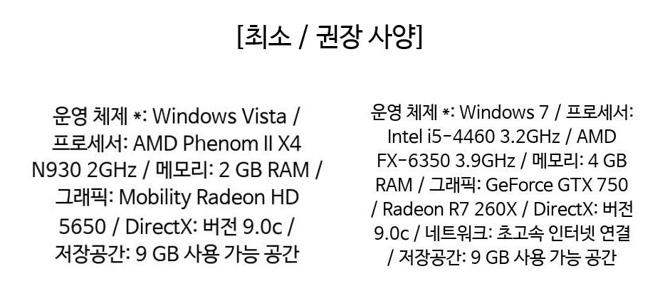 [최소 / 권장 사양]
운영 체제 *: Windows Vista /
프로세서: AMD Phenom II X4
N930 2GHz / 메모리: 2 GB RAM /
그래픽: Mobility Radeon HD
5650 / DirectX: 버전 9.0c /
저장공간: 9 GB 사용 가능 공간
운영 체제 *: Windows 7 / 프로세서:
Intel i5-4460 3.2GHz / AMD
FX-6350 3.9GHz / 메모리: 4 GB
RAM / 그래픽: GeForce GTX 750
/ Radeon R7 260X / DirectX: 버전
9.0c / 네트워크: 초고속 인터넷 연결
/ 저장공간: 9 GB 사용 가능 공간